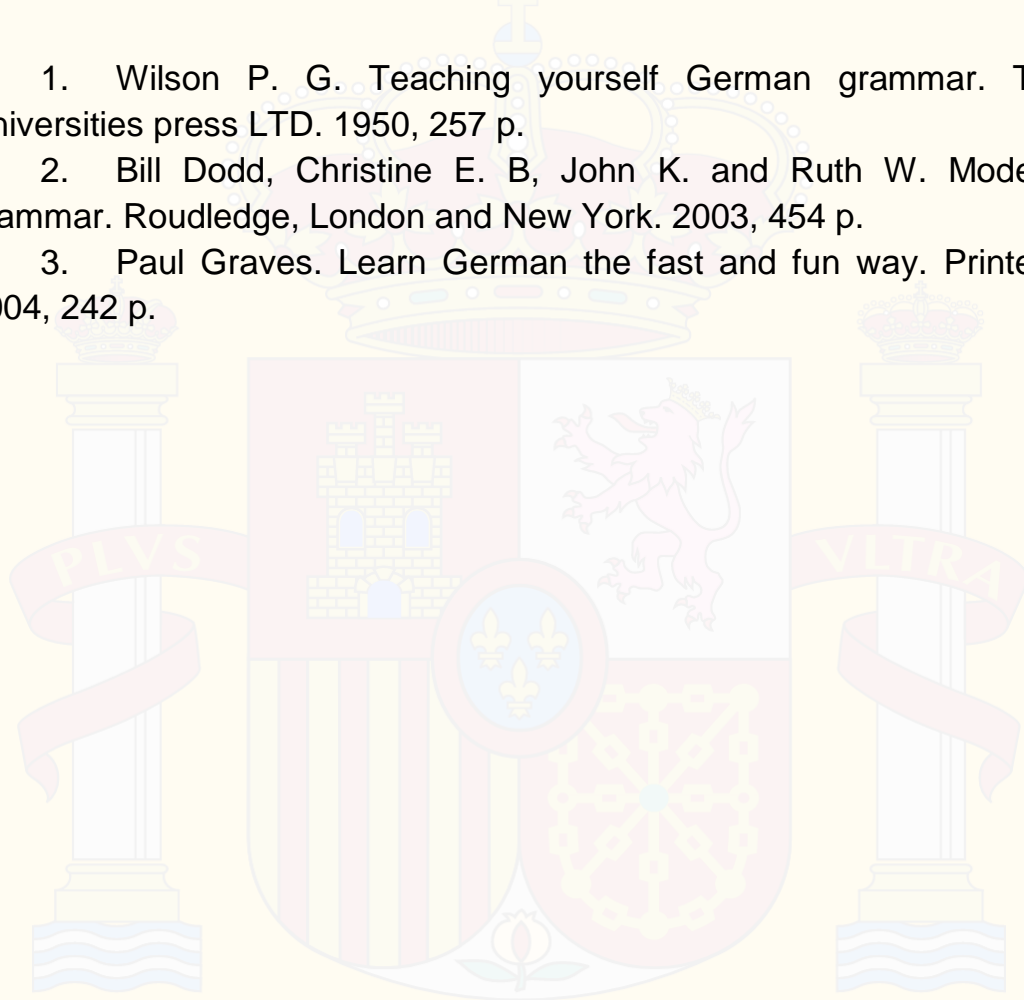 1. Wilson P. G. Teaching yourself German grammar. T
niversities press LTD. 1950, 257 p.
2. Bill Dodd, Christine E. B, John K. and Ruth W. Mode
ammar. Roudledge, London and New York. 2003, 454 p.
3. Paul Graves. Learn German the fast and fun way. Printe
004, 242 p.
PLVS
VLTRA